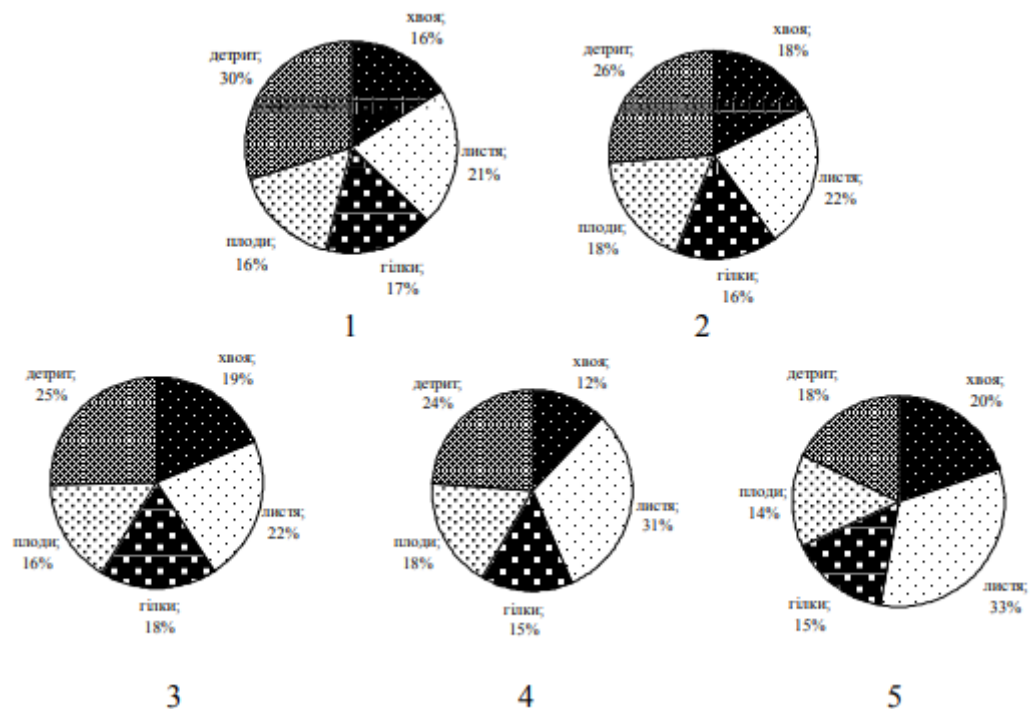 хвоя;
16%
листя;
21%
гілки;
17%
плоди;
16%
детрит;
30%
1
хвоя;
18%
листя;
22%
гілки;
16%
плоди;
18%
детрит;
26%
2
хвоя;
19%
листя;
22%
гілки;
18%
плоди;
16%
детрит;
25%
3
хвоя;
12%
листя;
31%
гілки;
15%
плоди;
18%
детрит;
24%
4
хвоя;
20%
листя;
33%
гілки;
15%
плоди;
14%
детрит;
18%
5